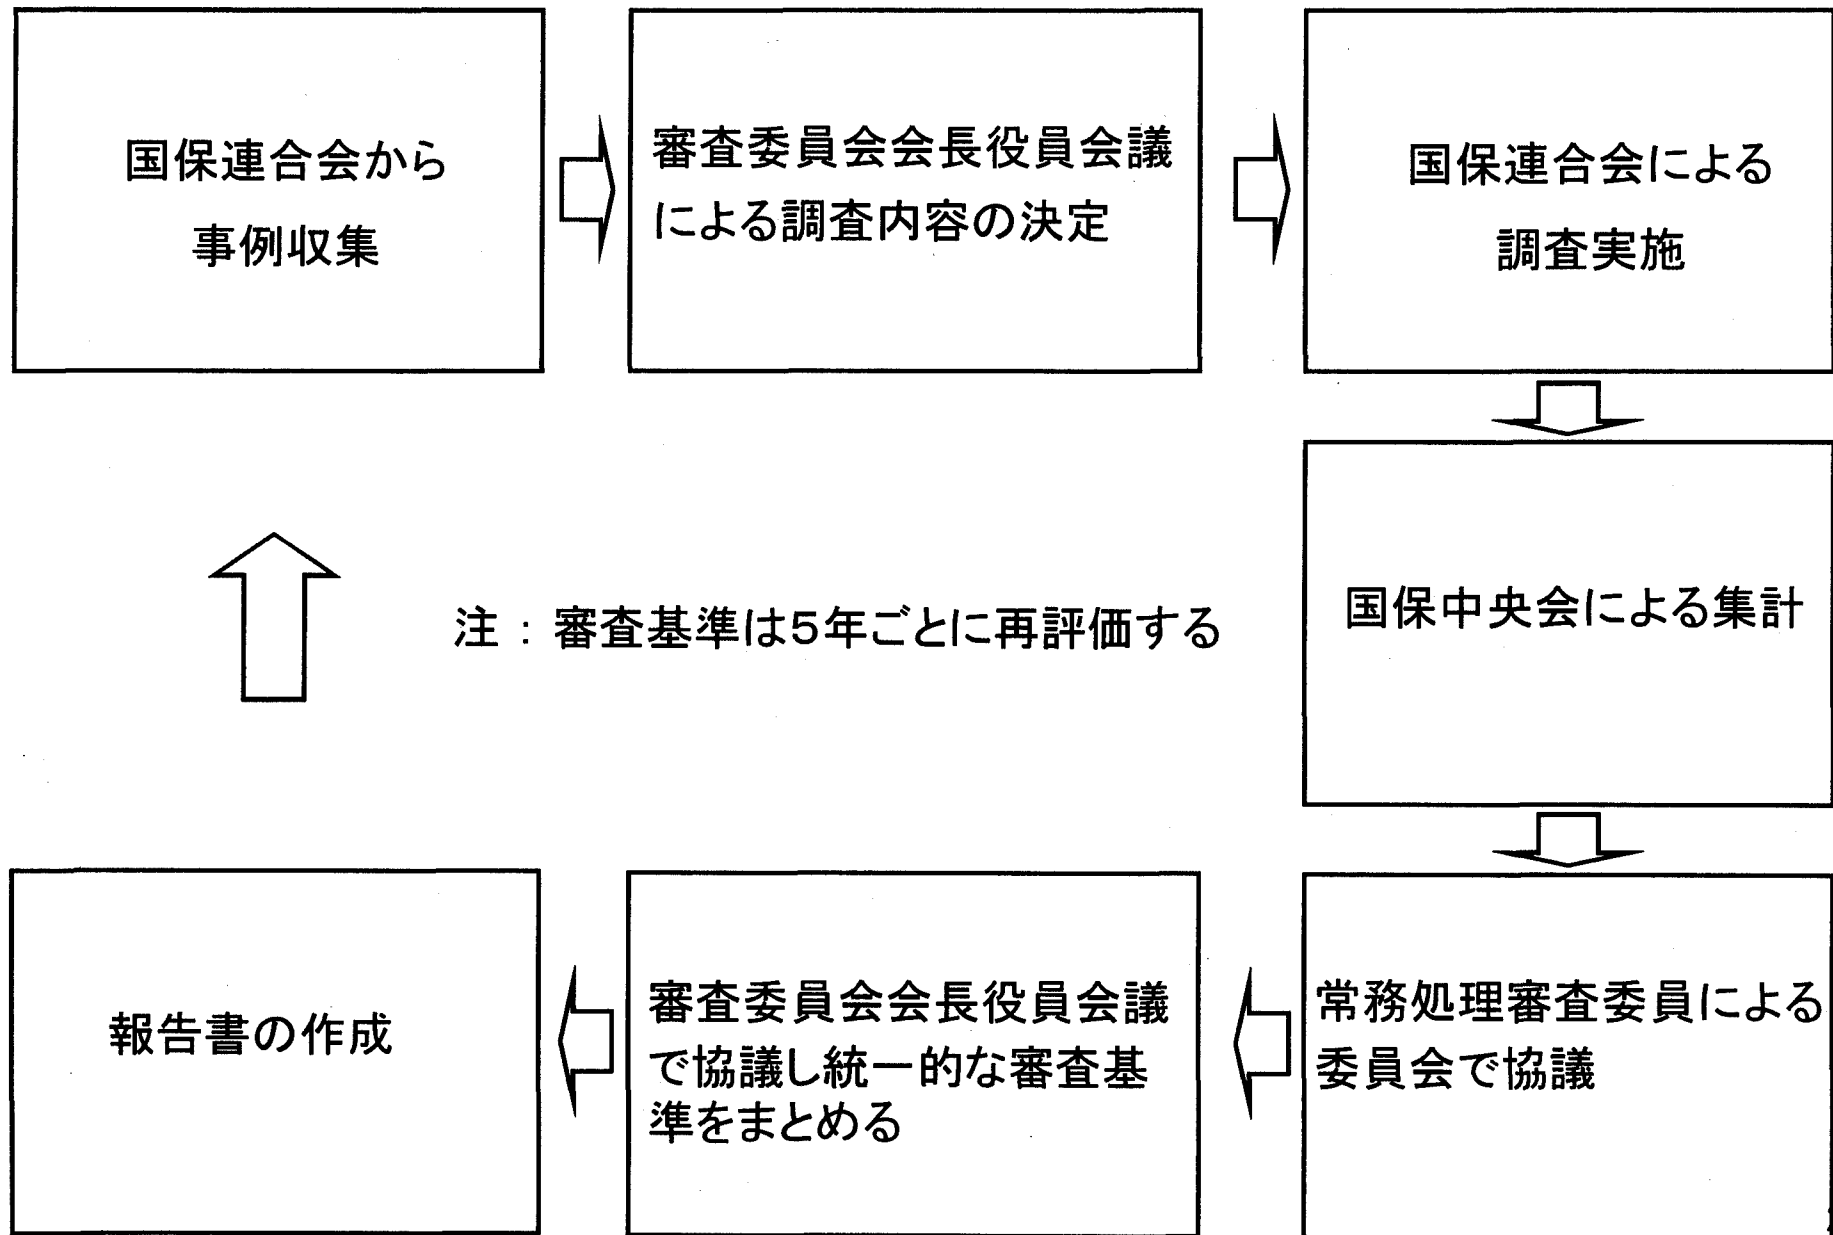 国保連合会から
事例収集
審査委員会会長役員会議
による調査内容の決定
国保連合会による
調査実施
国保中央会による集計
注：審査基準は5年ごとに再評価する
常務処理審査委員による
委員会で協議
審査委員会会長役員会議
で協議し統一的な審査基
準をまとめる
報告書の作成